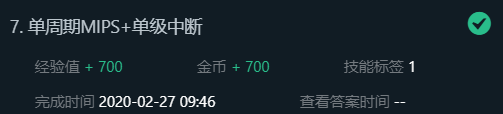 7. 单周期MIPS+单级中断
经验值 + 700 金币 + 700 技能标签 1
完成时间 2020-02-27 09:46 查看答案时间 --